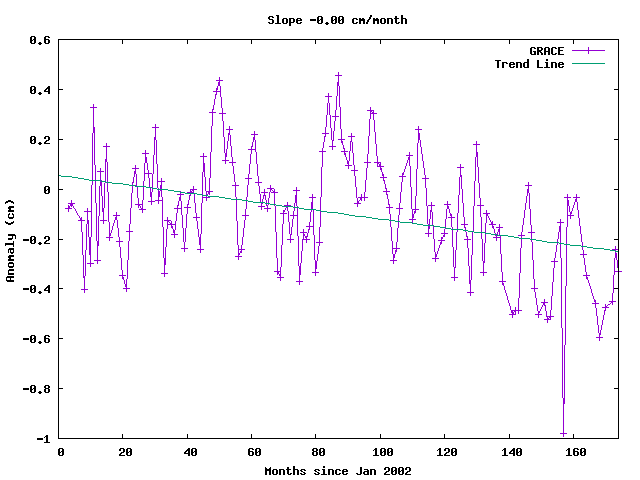 Slope -0.00 cm/month
GRACE
Trend Line
0.6
0.4
0.2
0
-0.2
-0.4
-0.6
-0.8
-1
Anomaly (cm)
0 20 40 60 80 100 120 140 160
Months since Jan 2002